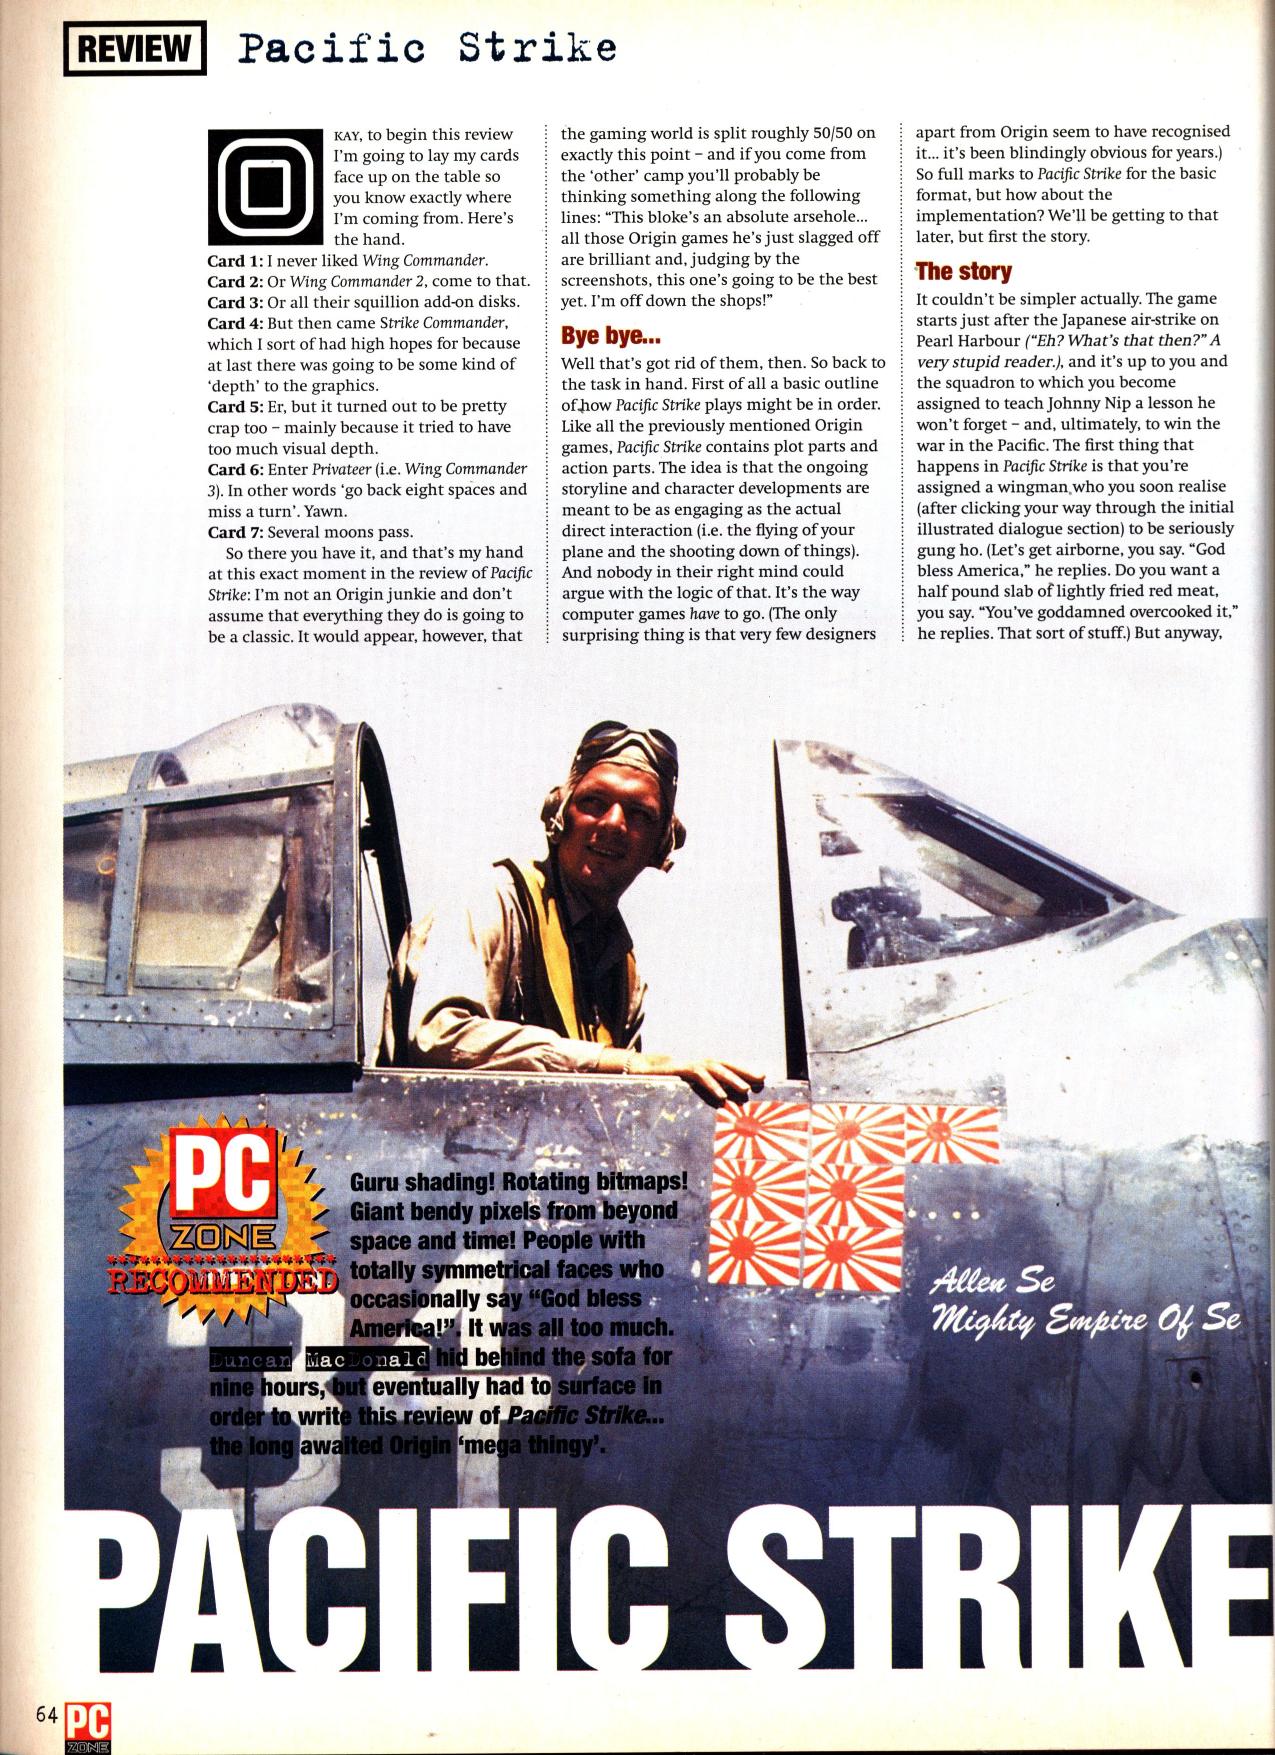 REVIEW Pacific Strike
OKAY, to begin this review
I'm going to lay my cards
face up on the table so
you know exactly where
I'm coming from. Here's
the hand.
Card 1: I never liked Wing Commander.
Card 2: Or Wing Commander 2, come to that.
Card 3: Or all their squillion add-on disks.
Card 4: But then came Strike Commander,
which I sort of had high hopes for because
at last there was going to be some kind of
'depth' to the graphics.
Card 5: Er, but it turned out to be pretty
crap too – mainly because it tried to have
too much visual depth.
Card 6: Enter Privateer (i.e. Wing Commander
3). In other words 'go back eight spaces and
miss a turn'. Yawn.
Card 7: Several moons pass.
So there you have it, and that's my hand
at this exact moment in the review of Pacific
Strike: I'm not an Origin junkie and don't
assume that everything they do is going to
be a classic. It would appear, however, that
the gaming world is split roughly 50/50 on
exactly this point – and if you come from
the 'other' camp you'll probably be
thinking something along the following
lines: "This bloke's an absolute arsehole...
all those Origin games he's just slagged off
are brilliant and, judging by the
screenshots, this one's going to be the best
yet. I'm off down the shops!"
Bye bye...
Well that's got rid of them, then. So back to
the task in hand. First of all a basic outline
of how Pacific Strike plays might be in order.
Like all the previously mentioned Origin
games, Pacific Strike contains plot parts and
action parts. The idea is that the ongoing
storyline and character developments are
meant to be as engaging as the actual
direct interaction (i.e. the flying of your
plane and the shooting down of things).
And nobody in their right mind could
argue with the logic of that. It's the way
computer games have to go. (The only
surprising thing is that very few designers
apart from Origin seem to have recognised
it... it's been blindingly obvious for years.)
So full marks to Pacific Strike for the basic
format, but how about the
implementation? We'll be getting to that
later, but first the story.
The story
It couldn't be simpler actually. The game
starts just after the Japanese air-strike on
Pearl Harbour ("Eh? What's that then?" A
very stupid reader.), and it's up to you and
the squadron to which you become
assigned to teach Johnny Nip a lesson he
won't forget – and, ultimately, to win the
war in the Pacific. The first thing that
happens in Pacific Strike is that you're
assigned a wingman who you soon realise
(after clicking your way through the initial
illustrated dialogue section) to be seriously
gung ho. (Let's get airborne, you say. "God
bless America," he replies. Do you want a
half pound slab of lightly fried red meat,
you say. "You've goddamned overcooked it,"
he replies. That sort of stuff.) But anyway,
PC
ZONE
RECOMMENDED
Guru shading! Rotating bitmaps!
Giant bendy pixels from beyond
space and time! People with
totally symmetrical faces who
occasionally say "God bless
America!". It was all too much.
Duncan MacDonald hid behind the sofa for
nine hours, but eventually had to surface in
order to write this review of Pacific Strike...
the long awaited Origin 'mega thingy'.
Allen Se
Mighty Empire Of Se
34
PACIFIC STRIKE
64 PC
ZONE